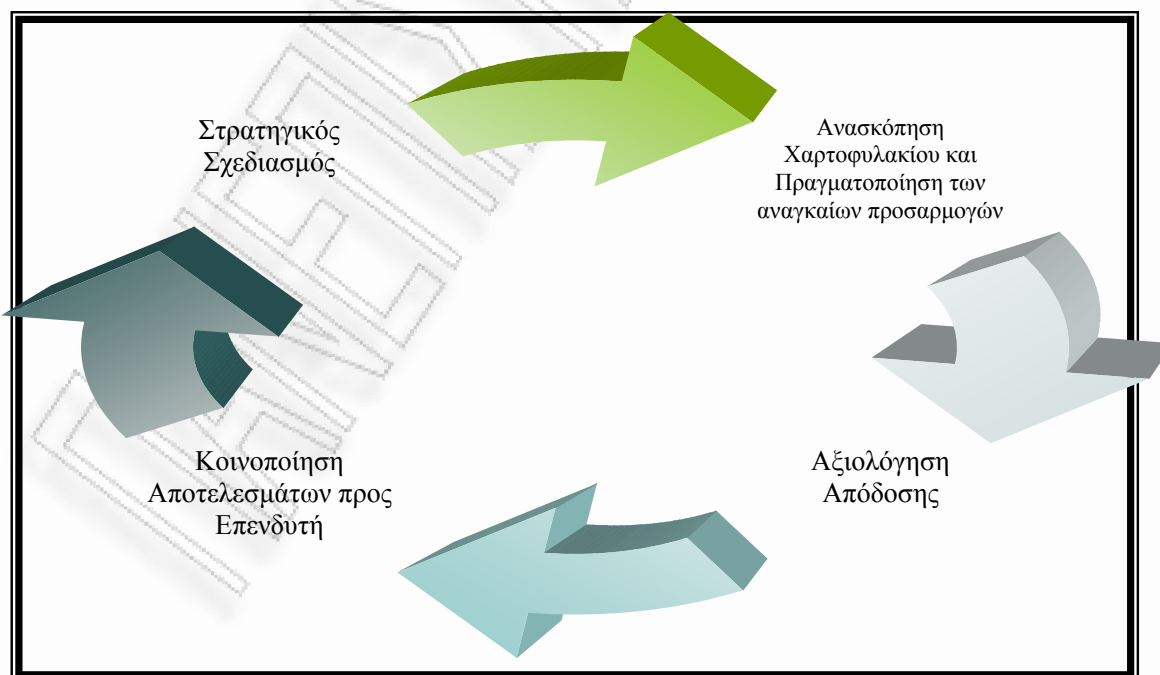 Στρατηγικός
Σχεδιασμός
Ανασκόπηση
Χαρτοφυλακίου και
Πραγματοποίηση των
αναγκαίων προσαρμογών
Αξιολόγηση
Απόδοσης
Κοινοποίηση
Αποτελεσμάτων προς
Επενδυτή